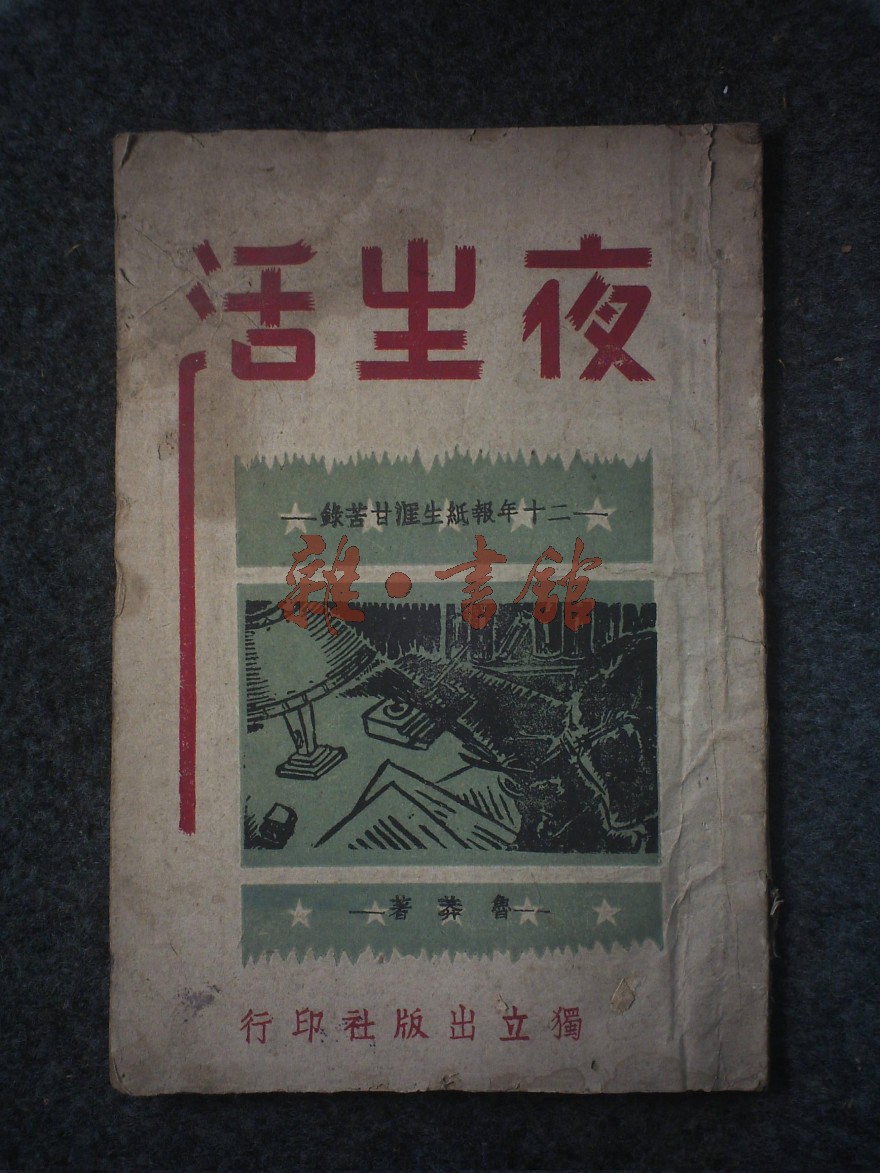 夜生活
—二十年報紙生涯甘苦錄—
雜·書館
—魯莽著—
獨立出版社印行